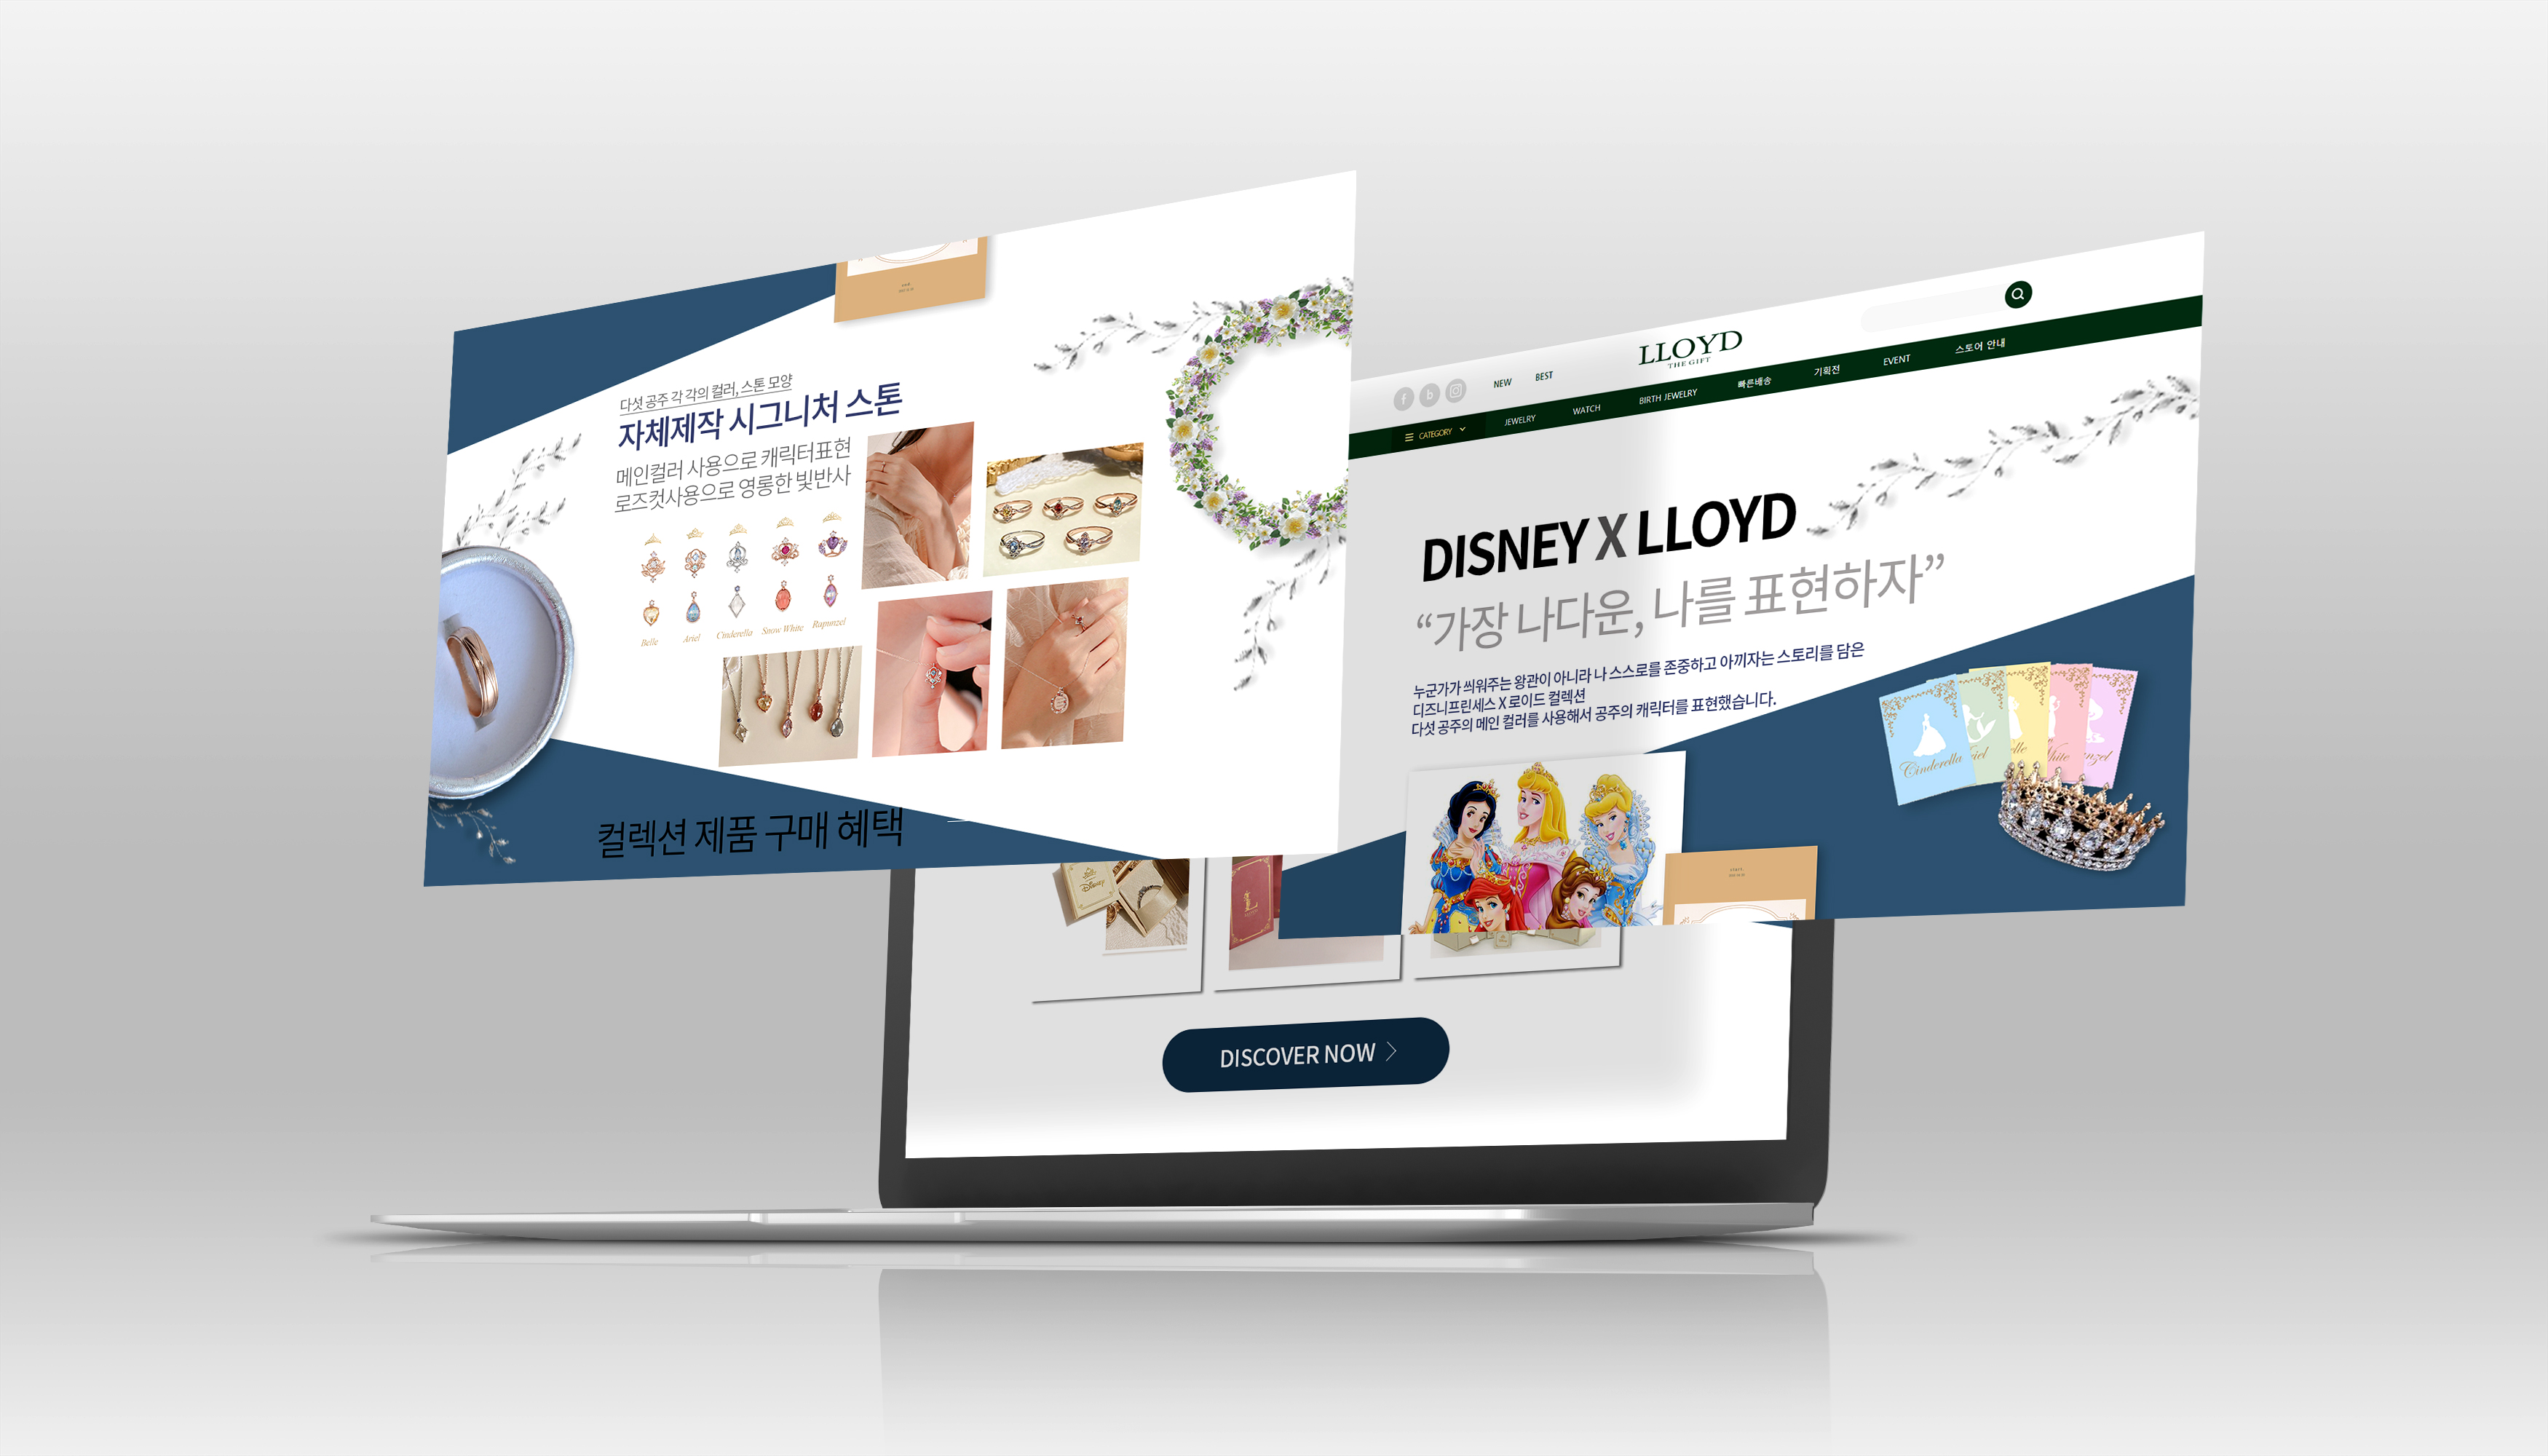 다섯 공주 각 각의 컬러, 스톤 모양
자체제작 시그니처 스톤
메인컬러 사용으로 캐릭터표현
로즈컷사용으로 영롱한 빛반사
Belle Ariel Cinderella Snow White Rapunzel
컬렉션 제품 구매 혜택
NEW BEST
LLOYD
THE GIFT
CATEGORY JEWELRY WATCH BIRTH JEWELRY 빠른배송 기획전 EVENT 스토어 안내
DISNEY X LLOYD
“가장 나다운, 나를 표현하자”
누군가가 씌워주는 왕관이 아니라 나 스스로를 존중하고 아끼자는 스토리를 담은
디즈니프린세스 X 로이드 컬렉션
다섯 공주의 메인 컬러를 사용해서 공주의 캐릭터를 표현했습니다.
Cinderella
Disney
DISCOVER NOW